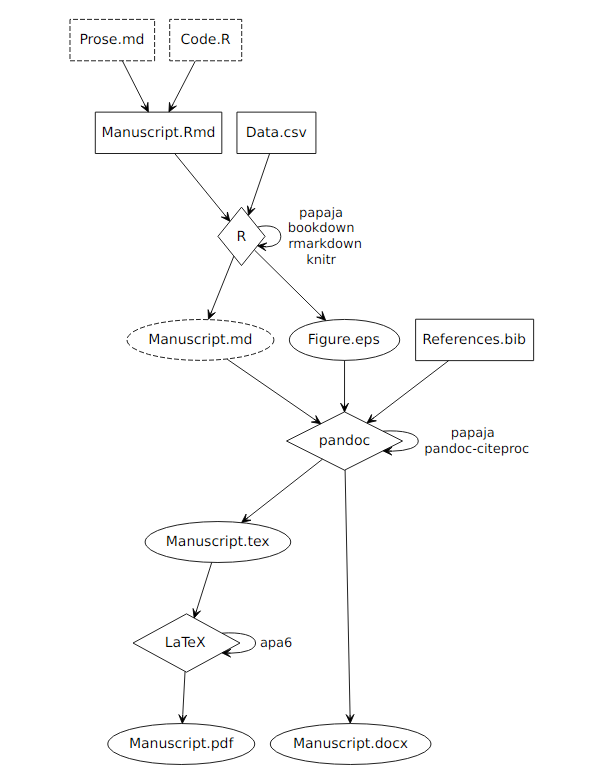 Prose.md
Code.R
Manuscript.Rmd
Data.csv
R
papaja
bookdown
rmarkdown
knitr
Manuscript.md
Figure.eps
References.bib
pandoc
papaja
pandoc-citeproc
Manuscript.tex
LaTeX
apa6
Manuscript.pdf
Manuscript.docx